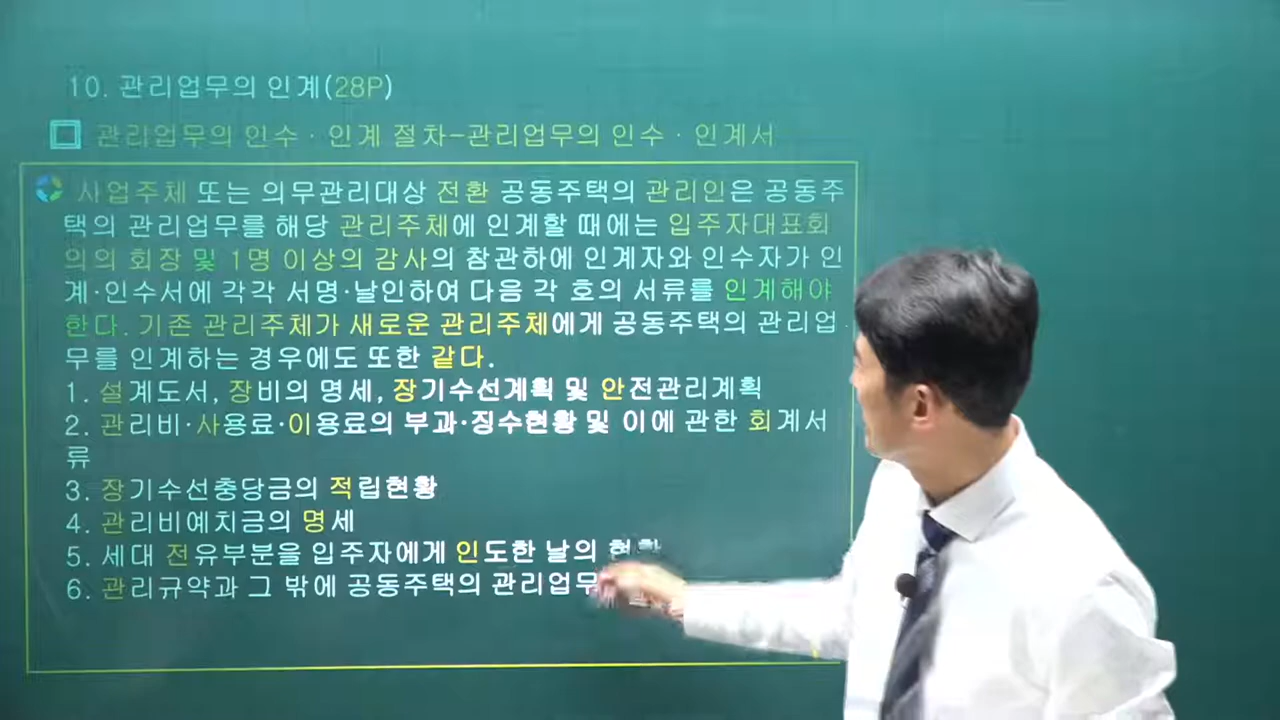 10. 관리업무의 인계(28P)
관리업무의 인수 · 인계 절차-관리업무의 인수 · 인계서
사업주체 또는 의무관리대상 전환 공동주택의 관리인은 공동주
택의 관리업무를 해당 관리주체에 인계할 때에는 입주자대표회
의의 회장 및 1명 이상의 감사의 참관하에 인계자와 인수자가 인
계·인수서에 각각 서명·날인하여 다음 각 호의 서류를 인계해야
한다. 기존 관리주체가 새로운 관리주체에게 공동주택의 관리업
무를 인계하는 경우에도 또한 같다.
1. 설계도서, 장비의 명세, 장기수선계획 및 안전관리계획
2. 관리비·사용료·이용료의 부과·징수현황 및 이에 관한 회계서
류
3. 장기수선충당금의 적립현황
4. 관리비예치금의 명세
5. 세대 전유부분을 입주자에게 인도한 날의 현황
6. 관리규약과 그 밖에 공동주택의 관리업무